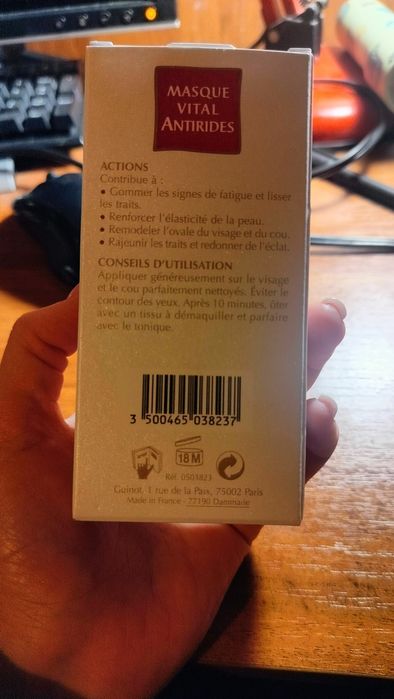 MASQUE
VITAL
ANTIRIDES
ACTIONS
Contribue à :
• Gommer les signes de fatigue et lisser
les traits.
• Renforcer l'élasticité de la peau.
• Remodeler l'ovale du visage et du cou.
• Rajeunir les traits et redonner de l'éclat.
CONSEILS D'UTILISATION
Appliquer généreusement sur le visage
et le cou parfaitement nettoyés. Éviter le
contour des yeux. Après 10 minutes, ôter
avec un tissu à démaquiller et parfaire
avec le tonique.
3 500465 038237
18 M
Réf. 0501823
Guinot, 1 rue de la Paix, 75002 Paris
Made in France - 77190 Dammarie